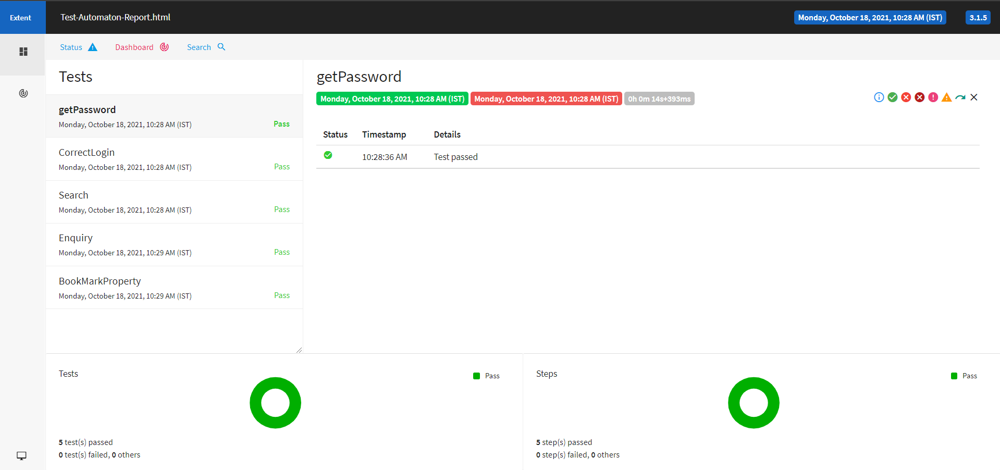 Extent
Test-Automaton-Report.html
Monday, October 18, 2021, 10:28 AM (IST)
3.1.5
Status
Dashboard
Search
Tests
getPassword
Monday, October 18, 2021, 10:28 AM (IST)
Pass
CorrectLogin
Monday, October 18, 2021, 10:28 AM (IST)
Pass
Search
Monday, October 18, 2021, 10:28 AM (IST)
Pass
Enquiry
Monday, October 18, 2021, 10:29 AM (IST)
Pass
BookMarkProperty
Monday, October 18, 2021, 10:29 AM (IST)
Pass
getPassword
Monday, October 18, 2021, 10:28 AM (IST) Monday, October 18, 2021, 10:28 AM (IST) 0h 0m 14s+393ms
Status Timestamp Details
10:28:36 AM Test passed
Tests
Pass
5 test(s) passed
0 test(s) failed, 0 others
Steps
Pass
5 step(s) passed
0 step(s) failed, 0 others